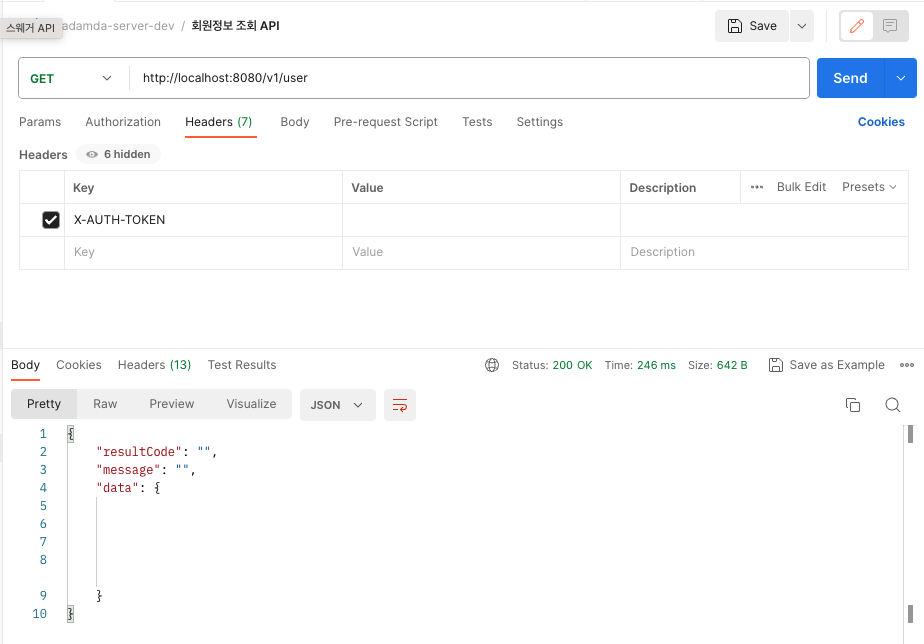 스웨거 API
adamda-server-dev / 회원정보 조회 API
Save
GET http://localhost:8080/v1/user Send
Params Authorization Headers (7) Body Pre-request Script Tests Settings Cookies
Headers 6 hidden
Key Value Description ••• Bulk Edit Presets
X-AUTH-TOKEN
Key Value Description
Body Cookies Headers (13) Test Results Status: 200 OK Time: 246 ms Size: 642 B Save as Example •••
Pretty Raw Preview Visualize JSON
1 {
2 "resultCode": "",
3 "message": "",
4 "data": {
5
6
7
8
9 }
10 }